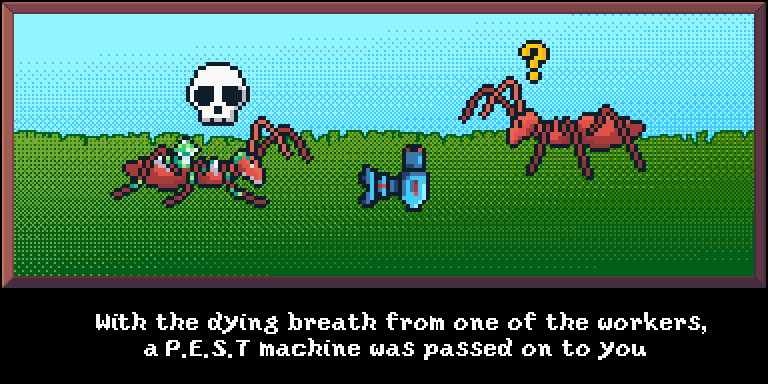 With the dying breath from one of the workers,
a P.E.S.T machine was passed on to you